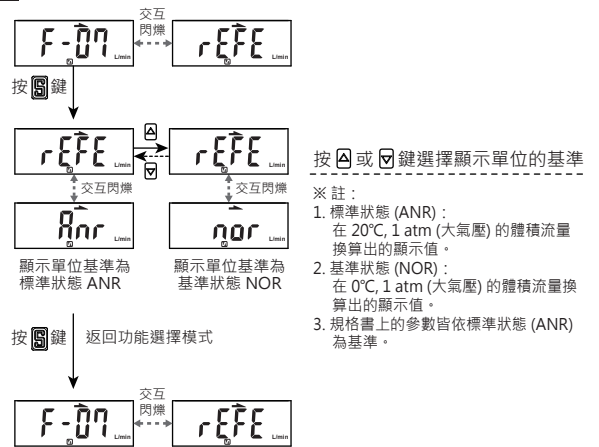 交互
閃爍
F-07 L/min
rEFE L/min
按 S 鍵
rEFE L/min
rEFE L/min
交互閃爍
交互閃爍
Anr L/min
nor L/min
顯示單位基準為
標準狀態 ANR
顯示單位基準為
基準狀態 NOR
按 S 鍵
返回功能選擇模式
交互
閃爍
F-07 L/min
rEFE L/min
按 △ 或 ▽ 鍵選擇顯示單位的基準
※ 註：
1. 標準狀態 (ANR)：
在 20℃, 1 atm (大氣壓) 的體積流量
換算出的顯示值。
2. 基準狀態 (NOR)：
在 0℃, 1 atm (大氣壓) 的體積流量換
算出的顯示值。
3. 規格書上的參數皆依標準狀態 (ANR)
為基準。